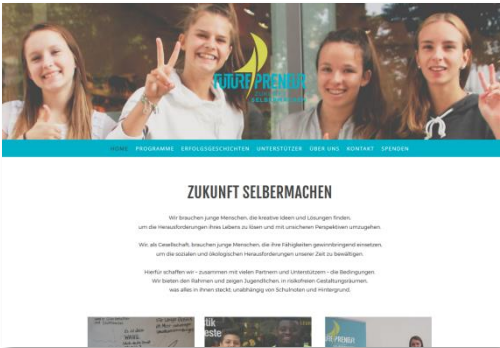 FUTURE PRENEUR
SELBERMACHEN
HOME PROGRAMME ERFOLGSGESCHICHTEN UNTERSTÜTZER ÜBER UNS KONTAKT SPENDEN
ZUKUNFT SELBERMACHEN
Wir brauchen junge Menschen, die kreative Ideen und Lösungen finden,
um die Herausforderungen ihres Lebens zu lösen und mit unsicheren Perspektiven umzugehen.
Wir, als Gesellschaft, brauchen junge Menschen, die ihre Fähigkeiten gewinnbringend einsetzen,
um die sozialen und ökologischen Herausforderungen unserer Zeit zu bewältigen.
Hierfür schaffen wir – zusammen mit vielen Partnern und Unterstützern – die Bedingungen.
Wir bieten den Rahmen und zeigen Jugendlichen, in risikofreien Gestaltungsräumen,
was alles in ihnen steckt, unabhängig von Schulnoten und Hintergrund.